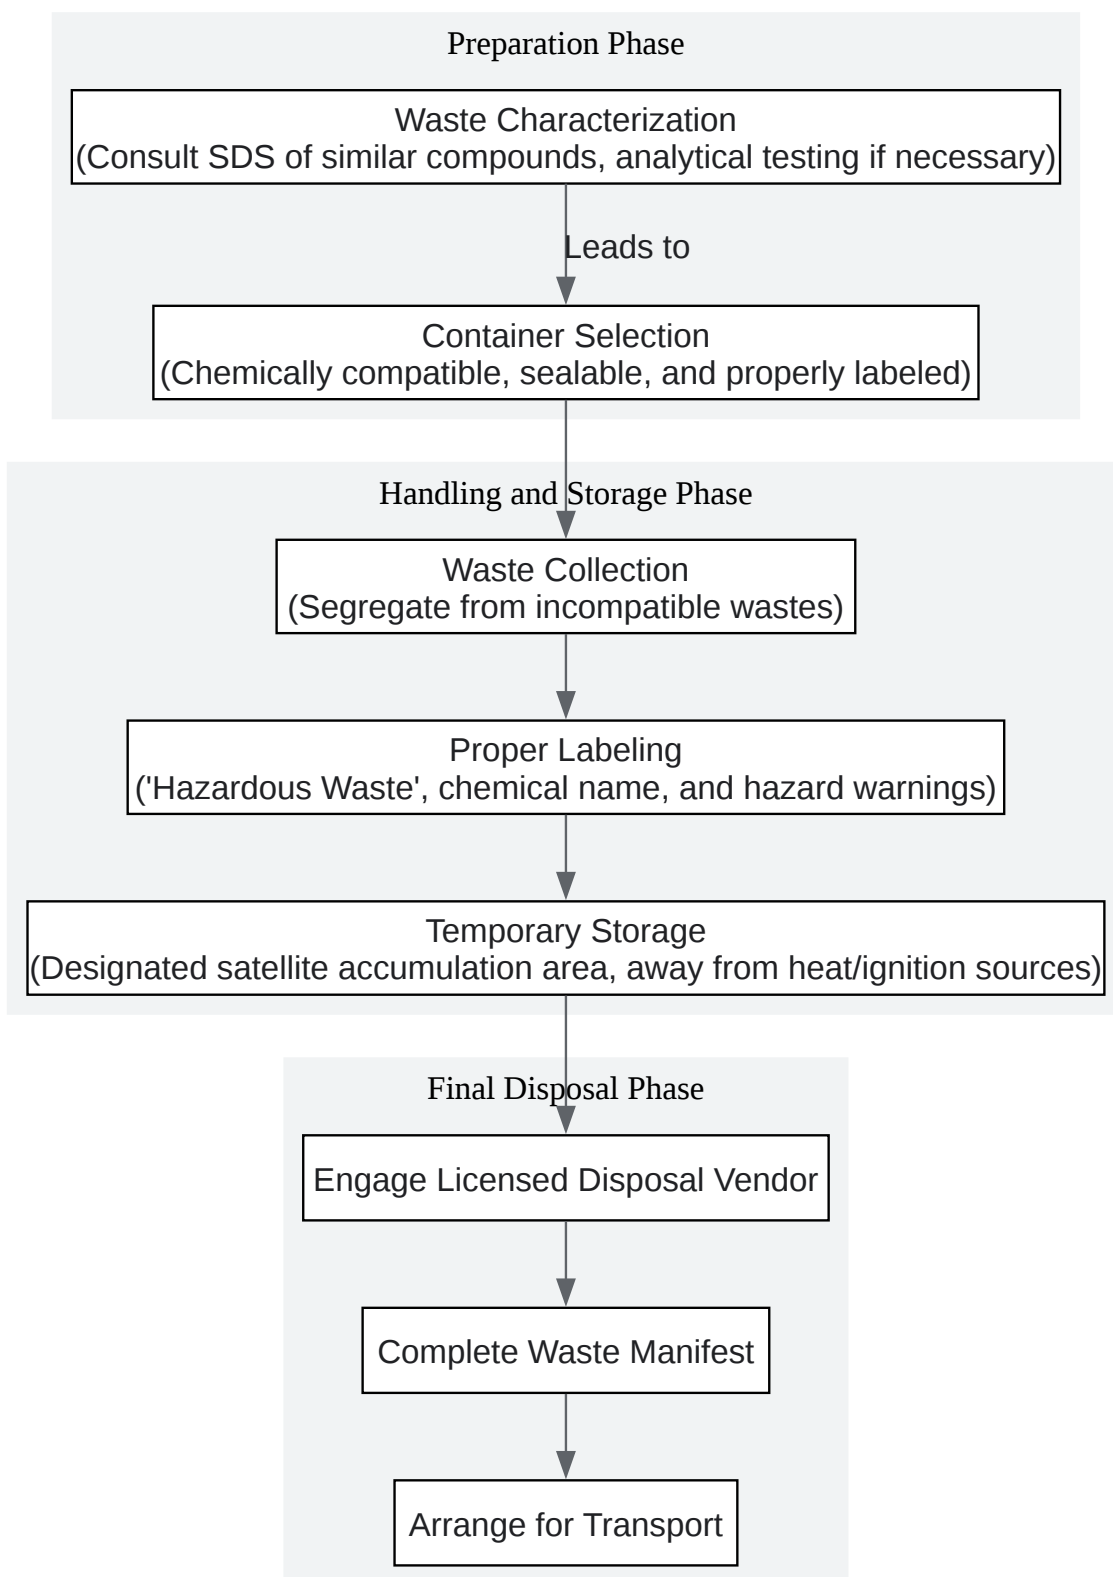 Preparation Phase
Waste Characterization
(Consult SDS of similar compounds, analytical testing if necessary)
Leads to
Container Selection
(Chemically compatible, sealable, and properly labeled)
Handling and Storage Phase
Waste Collection
(Segregate from incompatible wastes)
Proper Labeling
('Hazardous Waste', chemical name, and hazard warnings)
Temporary Storage
(Designated satellite accumulation area, away from heat/ignition sources)
Final Disposal Phase
Engage Licensed Disposal Vendor
Complete Waste Manifest
Arrange for Transport